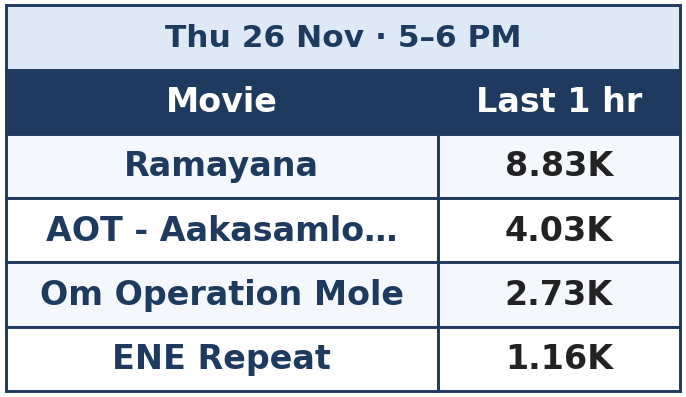 Thu 26 Nov · 5–6 PM
Movie Last 1 hr
Ramayana 8.83K
AOT - Aakasamlo… 4.03K
Om Operation Mole 2.73K
ENE Repeat 1.16K